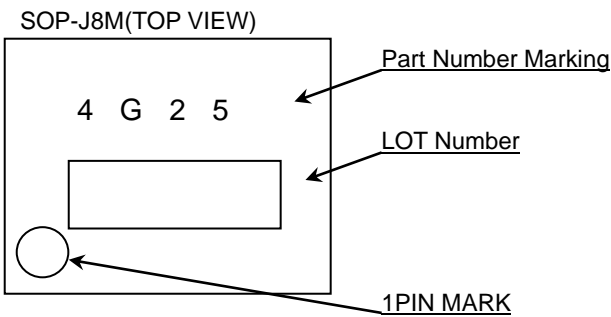 SOP-J8M(TOP VIEW)
Part Number Marking
4 G 2 5
LOT Number
1PIN MARK